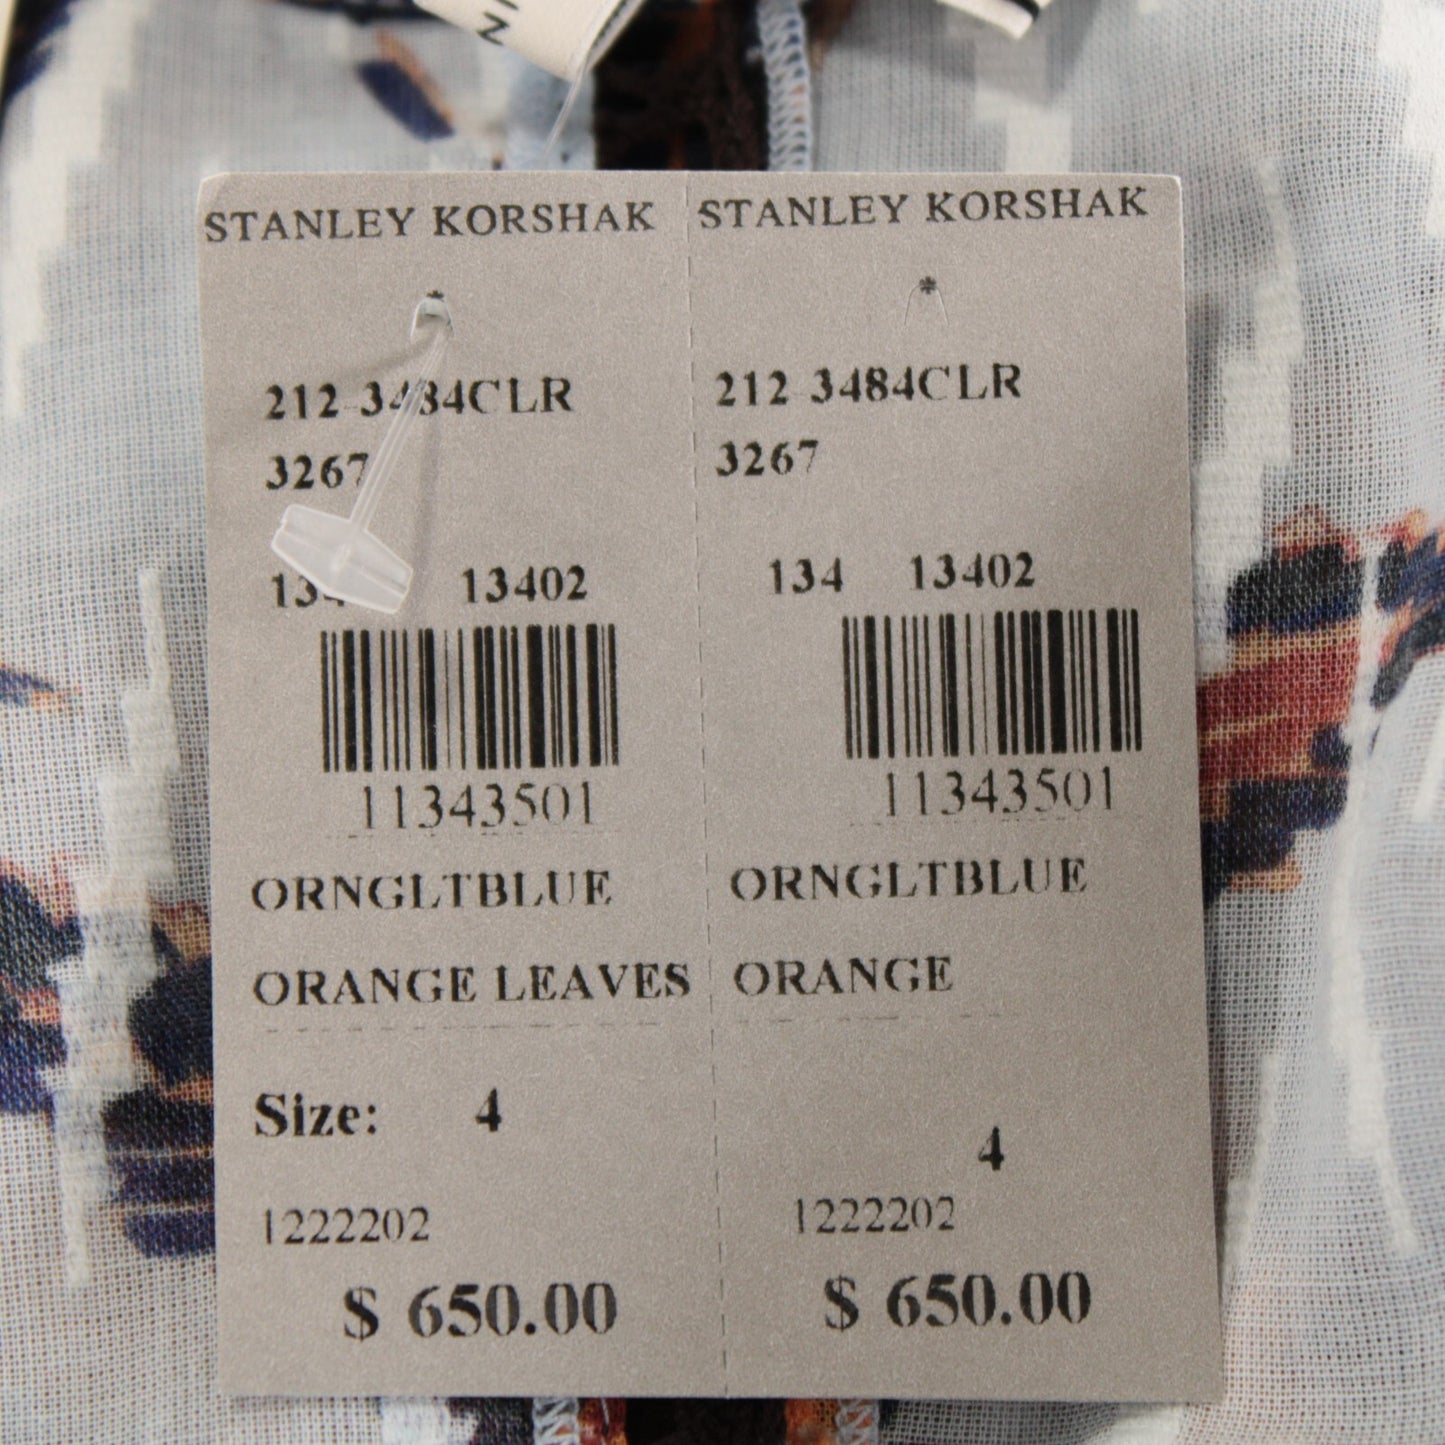 STANLEY KORSHAK
212 3484CLR
3267
134 13402
11343501
ORNGLTBLUE
ORANGE LEAVES
Size: 4
1222202
$ 650.00
STANLEY KORSHAK
212 3484CLR
3267
134 13402
11343501
ORNGLTBLUE
ORANGE
4
1222202
$ 650.00